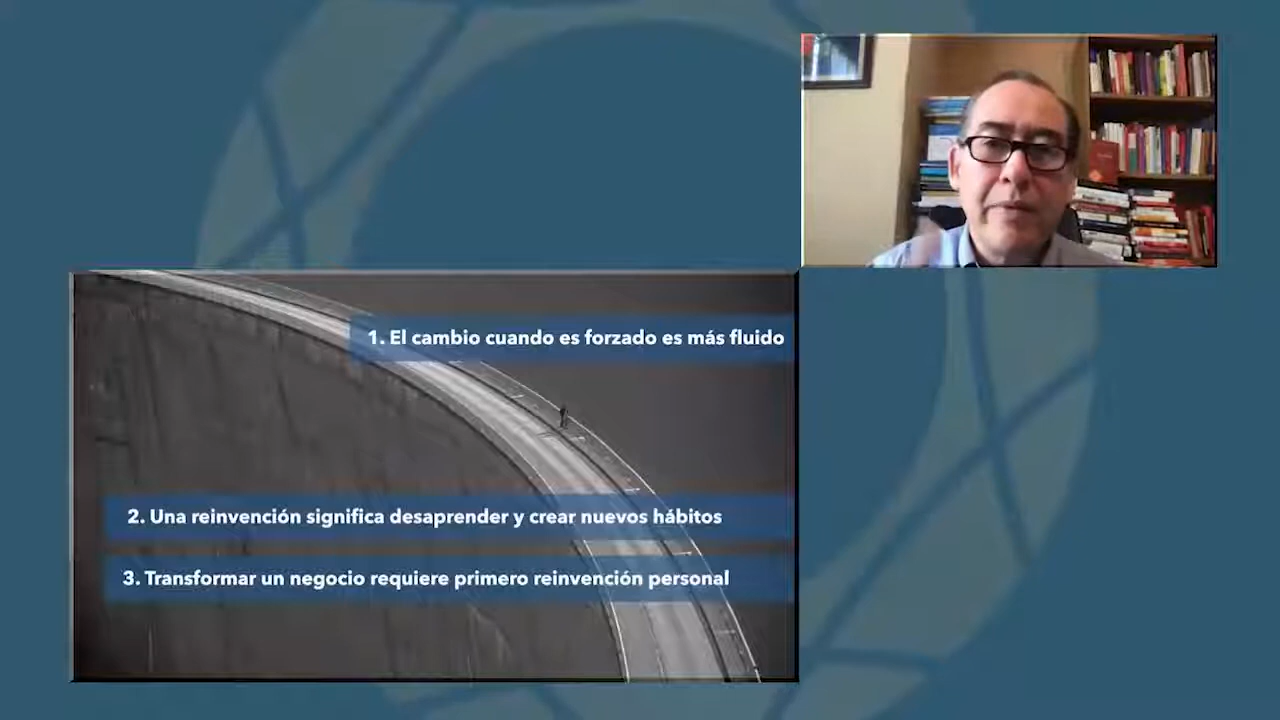 1. El cambio cuando es forzado es más fluido
2. Una reinvención significa desaprender y crear nuevos hábitos
3. Transformar un negocio requiere primero reinvención personal